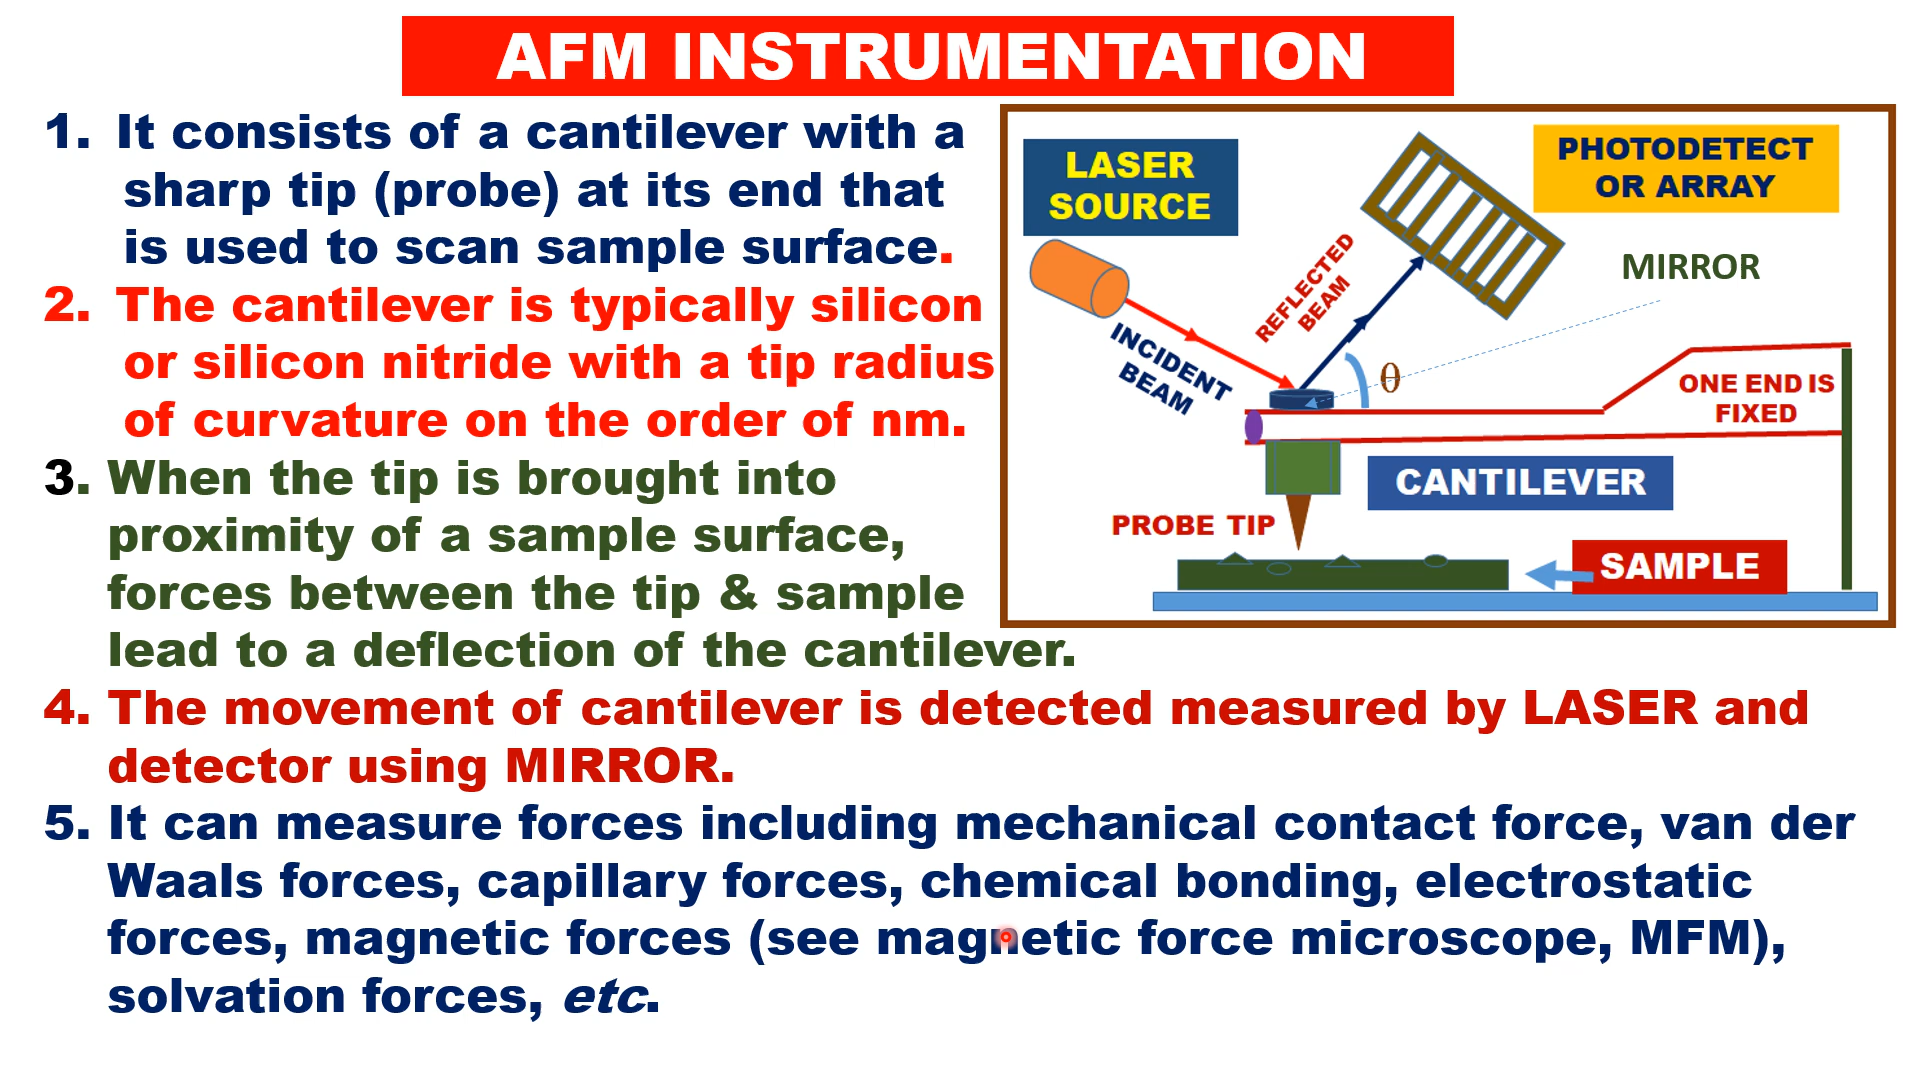 AFM INSTRUMENTATION
1. It consists of a cantilever with a
sharp tip (probe) at its end that
is used to scan sample surface.
2. The cantilever is typically silicon
or silicon nitride with a tip radius
of curvature on the order of nm.
3. When the tip is brought into
proximity of a sample surface,
forces between the tip & sample
lead to a deflection of the cantilever.
4. The movement of cantilever is detected measured by LASER and
detector using MIRROR.
5. It can measure forces including mechanical contact force, van der
Waals forces, capillary forces, chemical bonding, electrostatic
forces, magnetic forces (see magnetic force microscope, MFM),
solvation forces, etc.
LASER
SOURCE
PHOTODETECT
OR ARRAY
MIRROR
REFLECTED
BEAM
INCIDENT
BEAM
θ
ONE END IS
FIXED
CANTILEVER
PROBE TIP
SAMPLE